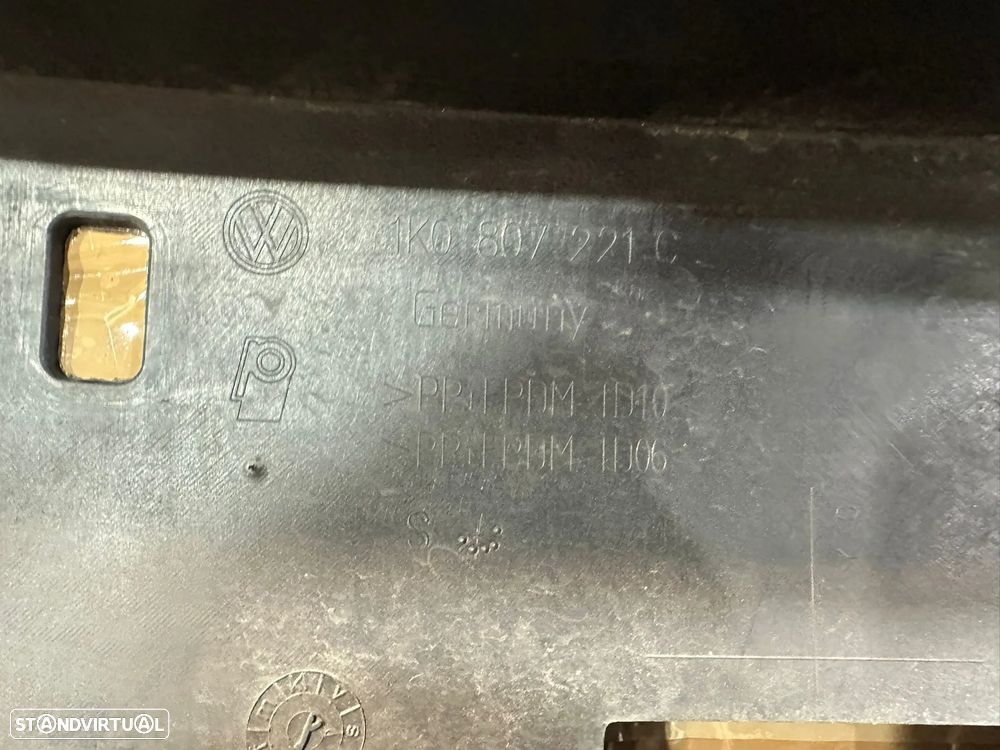 1K0 807 221 C
Germany
>PP+EPDM-TD10
>PP+EPDM-TD06
S
STANDVIRTUAL